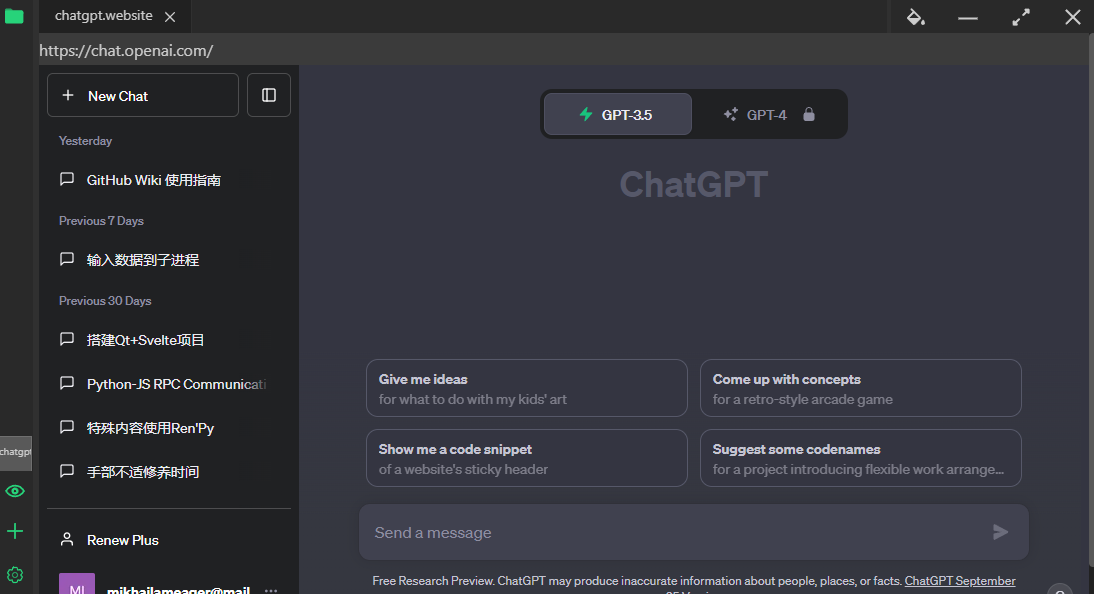 chatgpt.website
https://chat.openai.com/
New Chat
Yesterday
GitHub Wiki 使用指南
Previous 7 Days
输入数据到子进程
Previous 30 Days
搭建Qt+Svelte项目
Python-JS RPC Communicati
特殊内容使用Ren'Py
手部不适修养时间
chatgpt
Renew Plus
MI
mikhailameager@mail
GPT-3.5
GPT-4
ChatGPT
Give me ideas
for what to do with my kids' art
Come up with concepts
for a retro-style arcade game
Show me a code snippet
of a website's sticky header
Suggest some codenames
for a project introducing flexible work arrange...
Send a message
Free Research Preview. ChatGPT may produce inaccurate information about people, places, or facts. ChatGPT September